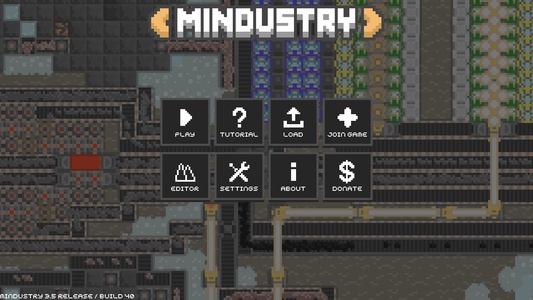 MINDUSTRY
PLAY
TUTORIAL
LOAD
JOIN GAME
EDITOR
SETTINGS
ABOUT
DONATE
MINDUSTRY 3.5 RELEASE / BUILD 40